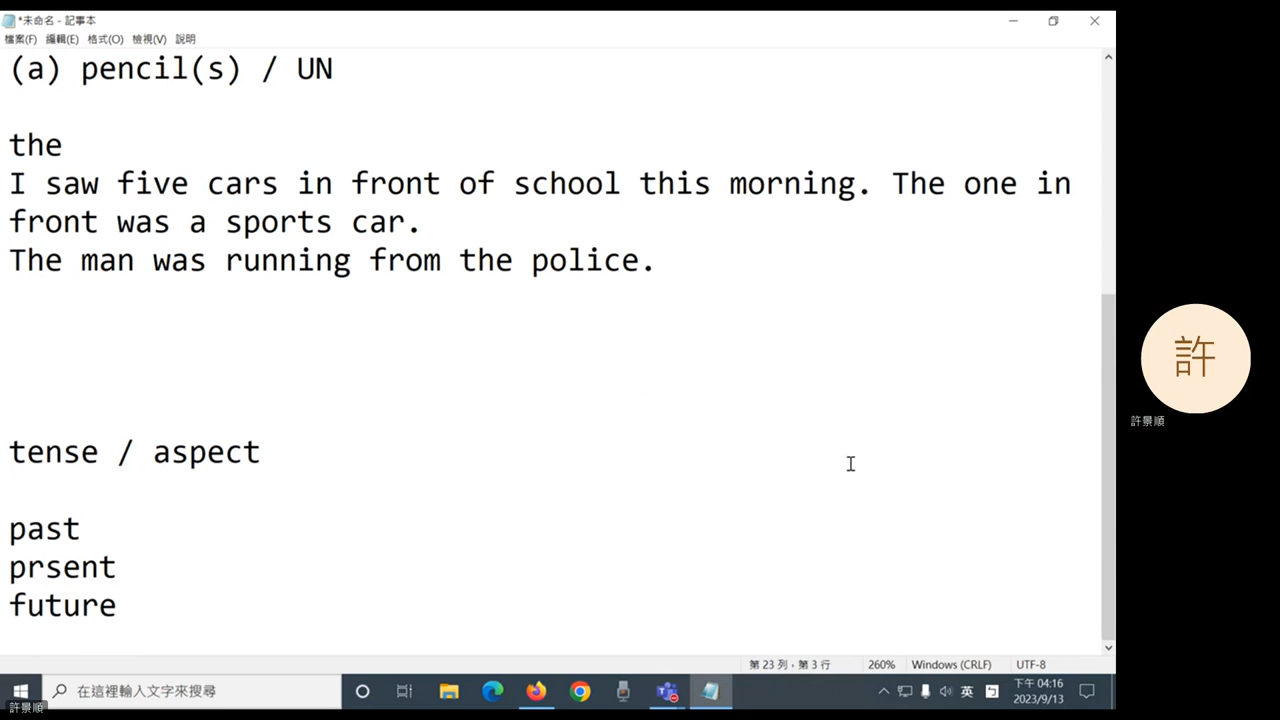 *未命名 - 記事本
檔案(F) 編輯(E) 格式(O) 檢視(V) 說明
(a) pencil(s) / UN
the
I saw five cars in front of school this morning. The one in
front was a sports car.
The man was running from the police.
tense / aspect
past
prsent
future
許
許景順
第 23 列，第 3 行 260% Windows (CRLF) UTF-8
在這裡輸入文字來搜尋
英
下午 04:16
2023/9/13
許景順